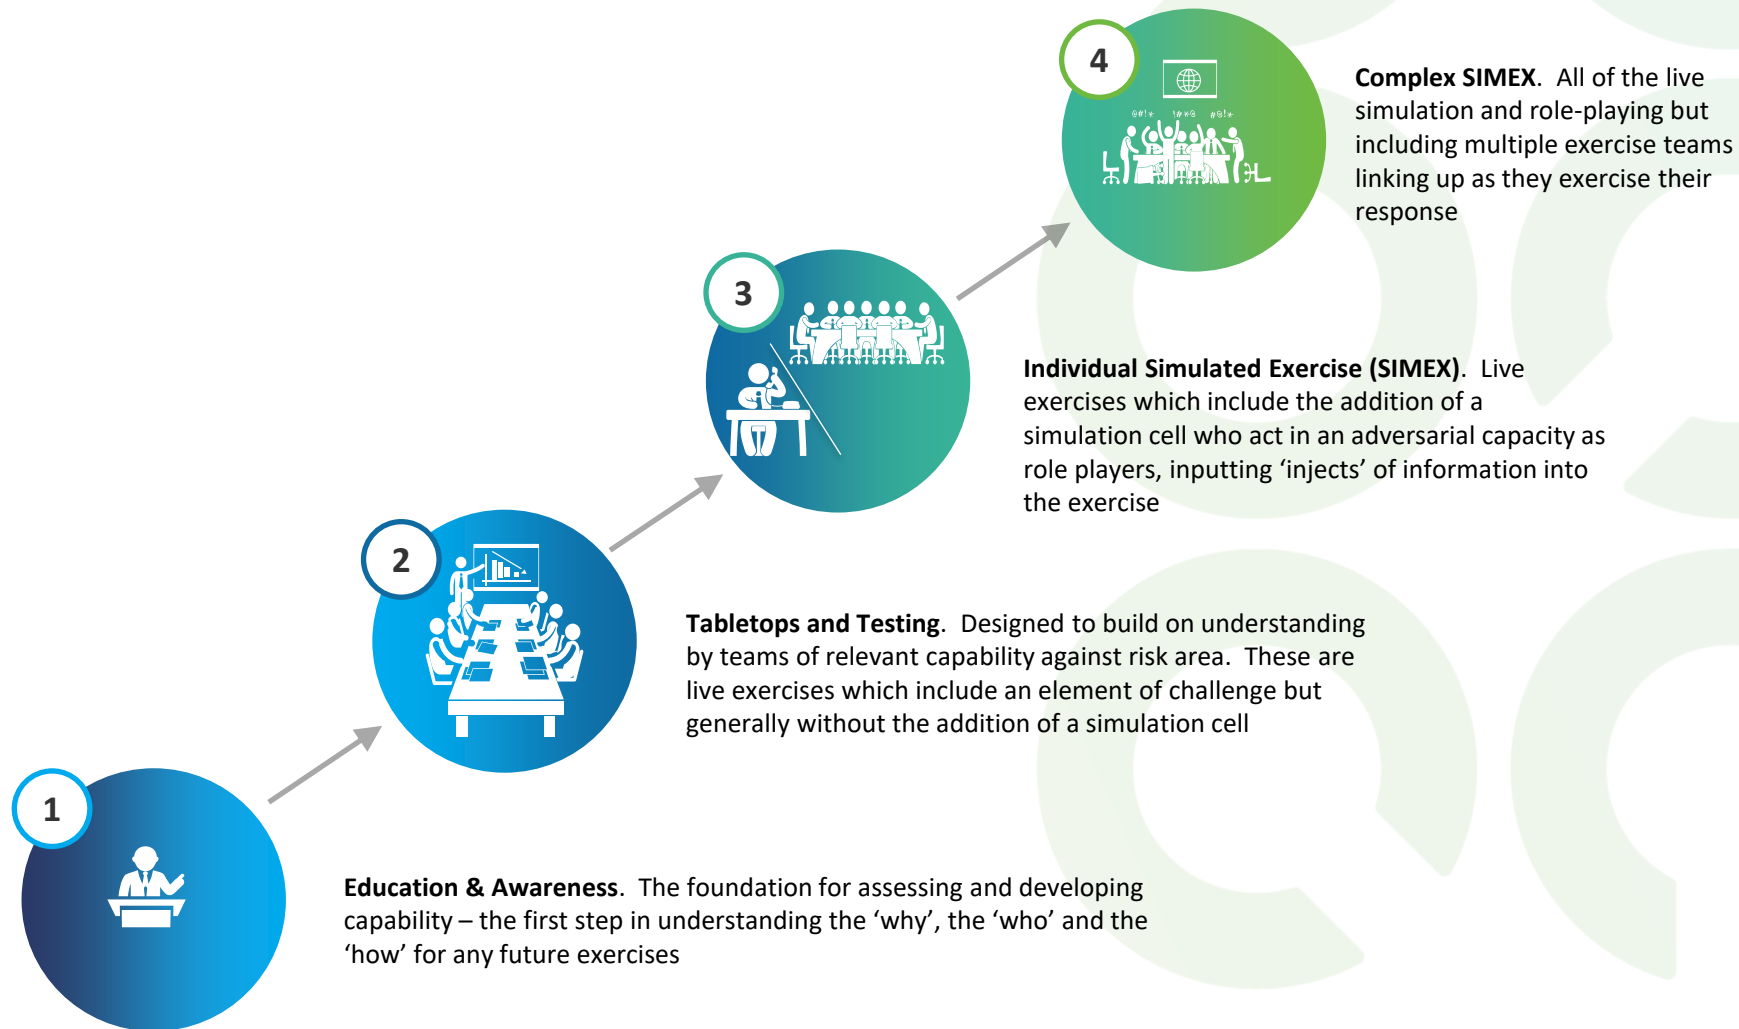 4
Complex SIMEX.  All of the live
simulation and role-playing but
including multiple exercise teams
linking up as they exercise their
response
@#!*
!#*@
#@!*
3
Individual Simulated Exercise (SIMEX).  Live
exercises which include the addition of a
simulation cell who act in an adversarial capacity as
role players, inputting ‘injects’ of information into
the exercise
2
Tabletops and Testing.  Designed to build on understanding
by teams of relevant capability against risk area.  These are
live exercises which include an element of challenge but
generally without the addition of a simulation cell
1
Education & Awareness.  The foundation for assessing and developing
capability – the first step in understanding the ‘why’, the ‘who’ and the
‘how’ for any future exercises